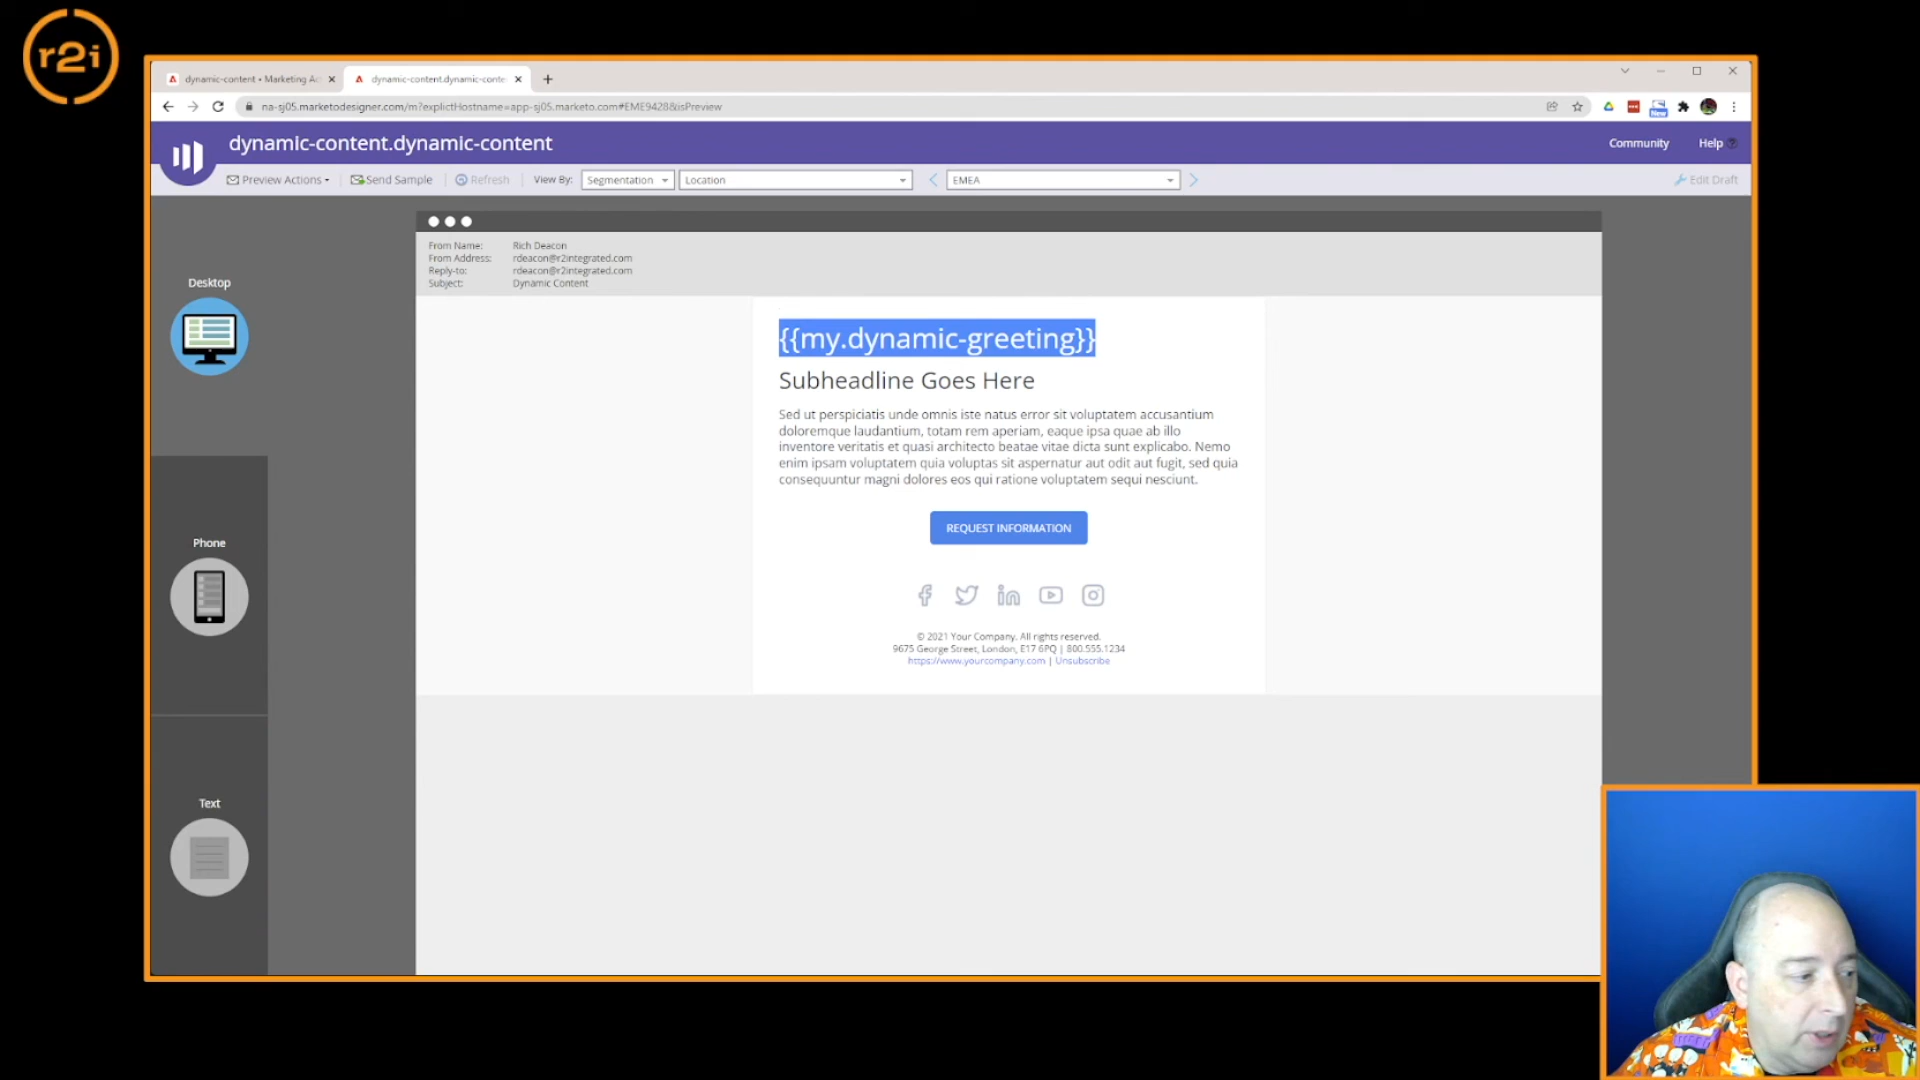 r2i
dynamic-content • Marketing Ac
dynamic-content.dynamic-conte
na-sj05.marketodesigner.com/m?explictHostname=app-sj05.marketo.com#EME9428&isPreview
New
dynamic-content.dynamic-content
Community
Help
Preview Actions
Send Sample
Refresh
View By:
Segmentation
Location
EMEA
Edit Draft
From Name: Rich Deacon
From Address: rdeacon@r2integrated.com
Reply-to: rdeacon@r2integrated.com
Subject: Dynamic Content
Desktop
{{my.dynamic-greeting}}
Subheadline Goes Here
Sed ut perspiciatis unde omnis iste natus error sit voluptatem accusantium
doloremque laudantium, totam rem aperiam, eaque ipsa quae ab illo
inventore veritatis et quasi architecto beatae vitae dicta sunt explicabo. Nemo
enim ipsam voluptatem quia voluptas sit aspernatur aut odit aut fugit, sed quia
consequuntur magni dolores eos qui ratione voluptatem sequi nesciunt.
REQUEST INFORMATION
Phone
© 2021 Your Company. All rights reserved.
9675 George Street, London, E17 6PQ | 800.555.1234
https://www.yourcompany.com | Unsubscribe
Text